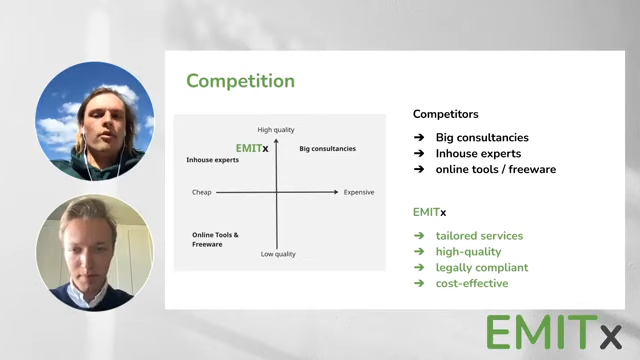 Competition
High quality
EMITx
Big consultancies
Inhouse experts
Cheap
Expensive
Online Tools &
Freeware
Low quality
Competitors
➔ Big consultancies
➔ Inhouse experts
➔ online tools / freeware
EMITx
➔ tailored services
➔ high-quality
➔ legally compliant
➔ cost-effective
EMITx